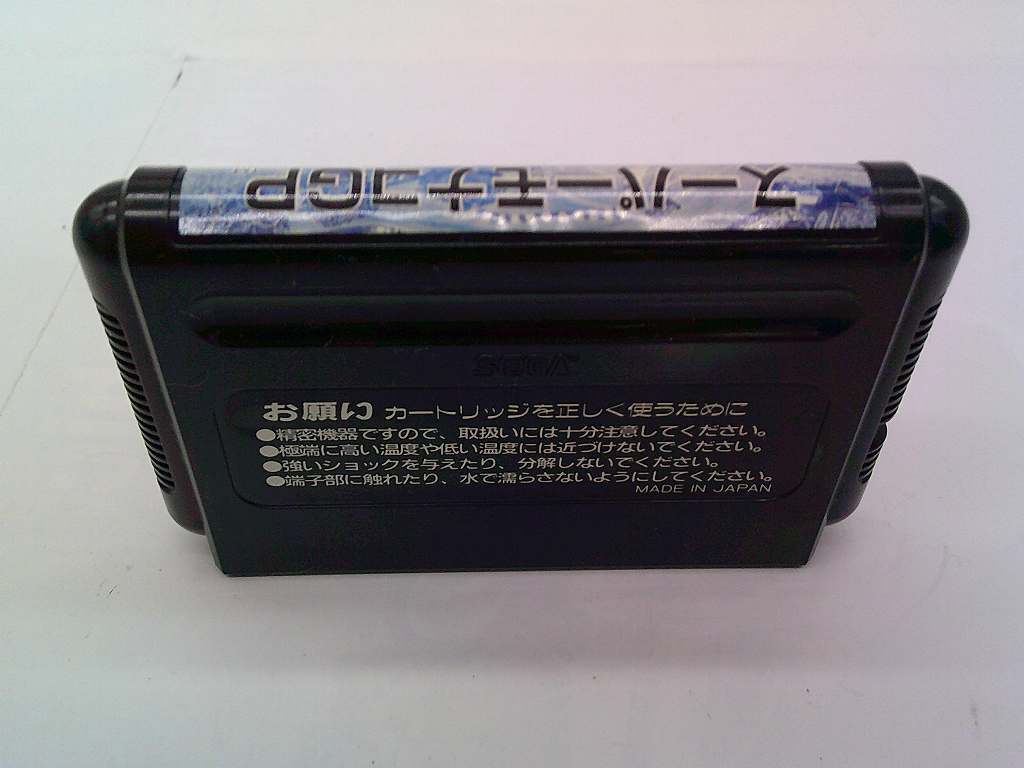 スーパーモナコGP
SEGA
お願い カートリッジを正しく使うために
●精密機器ですので、取扱いには十分注意してください。
●極端に高い温度や低い温度には近づけないでください。
●強いショックを与えたり、分解しないでください。
●端子部に触れたり、水で濡らさないようにしてください。
MADE IN JAPAN